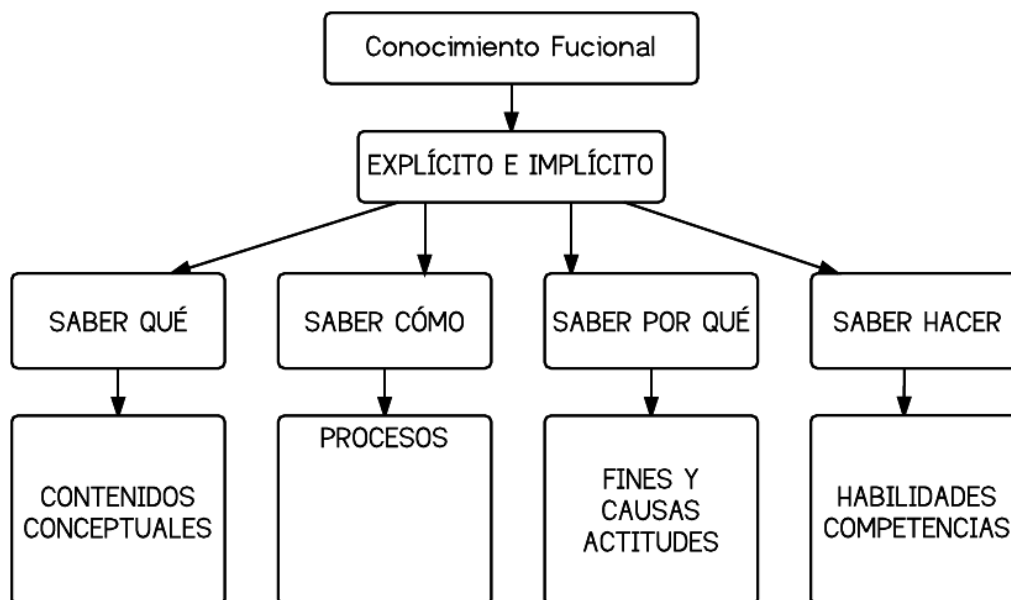 Conocimiento Fucional
EXPLÍCITO E IMPLÍCITO
SABER QUÉ
SABER CÓMO
SABER POR QUÉ
SABER HACER
CONTENIDOS
CONCEPTUALES
PROCESOS
FINES Y
CAUSAS
ACTITUDES
HABILIDADES
COMPETENCIAS